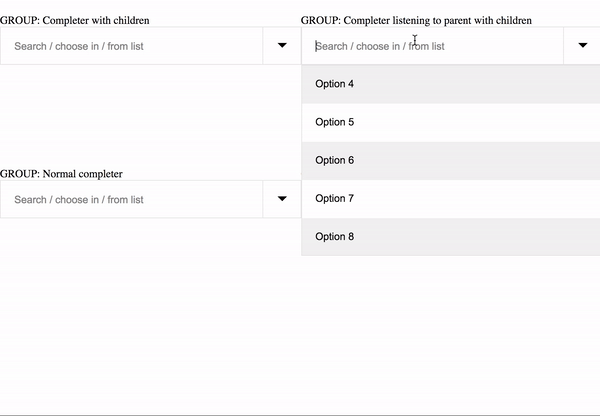 GROUP: Completer with children
Search / choose in / from list
GROUP: Completer listening to parent with children
Search / choose in / from list
Option 4
Option 5
Option 6
Option 7
Option 8
GROUP: Normal completer
Search / choose in / from list